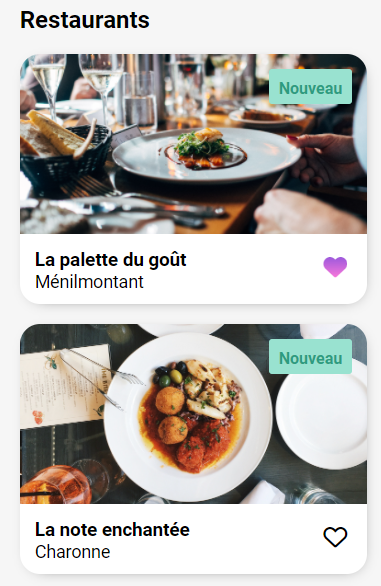 Restaurants
Nouveau
La palette du goût
Ménilmontant
Nouveau
La note enchantée
Charonne